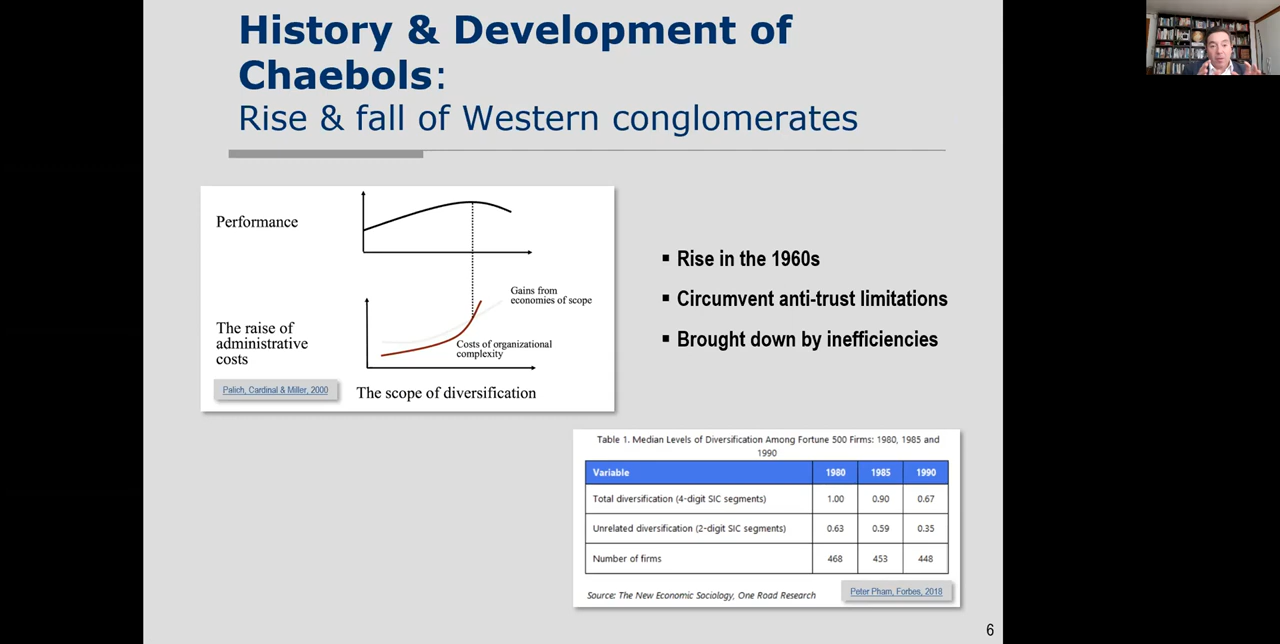 History & Development of
Chaebols:
Rise & fall of Western conglomerates
Performance
Gains from
economies of scope
The raise of
administrative
costs
Costs of organizational
complexity
Palich, Cardinal & Miller, 2000
The scope of diversification
▪ Rise in the 1960s
▪ Circumvent anti-trust limitations
▪ Brought down by inefficiencies
Table 1. Median Levels of Diversification Among Fortune 500 Firms: 1980, 1985 and
1990
Variable 1980 1985 1990
Total diversification (4-digit SIC segments) 1.00 0.90 0.67
Unrelated diversification (2-digit SIC segments) 0.63 0.59 0.35
Number of firms 468 453 448
Source: The New Economic Sociology, One Road Research
Peter Pham, Forbes, 2018
6